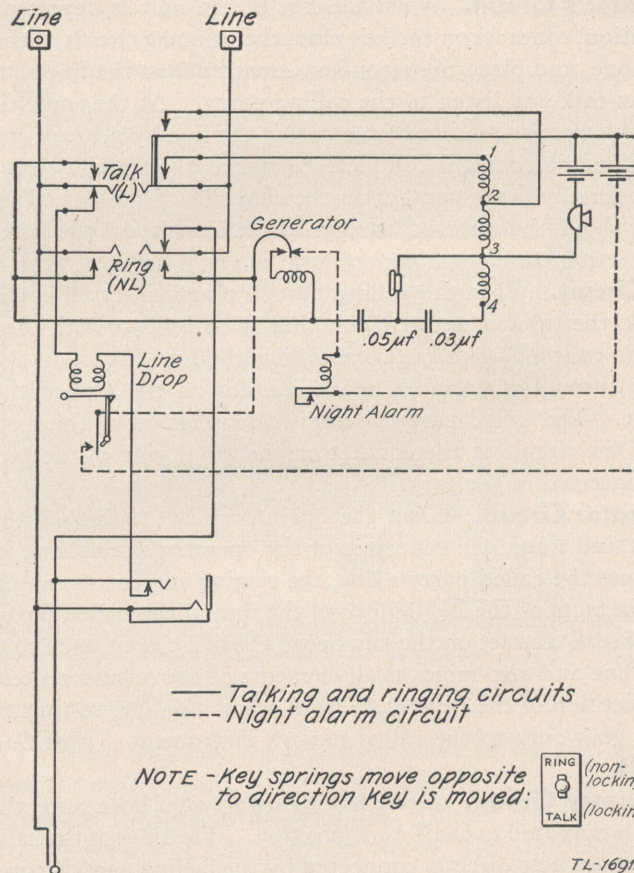 Line
Line
Talk
(L)
1
2
Generator
3
Ring
(NL)
4
.05μf
.03μf
Line
Drop
Night Alarm
Talking and ringing circuits
Night alarm circuit
NOTE - Key springs move opposite
to direction key is moved:
RING
(non-
locking
TALK
(locking
TL-1691